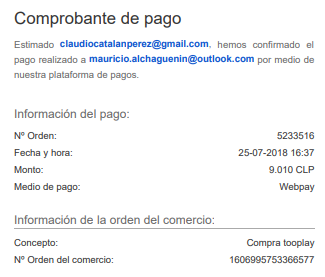 Comprobante de pago
Estimado claudiocatalanperez@gmail.com, hemos confirmado el
pago realizado a mauricio.alchaguenin@outlook.com por medio de
nuestra plataforma de pagos.
Información del pago:
Nº Orden: 5233516
Fecha y hora: 25-07-2018 16:37
Monto: 9.010 CLP
Medio de pago: Webpay
Información de la orden del comercio:
Concepto: Compra tooplay
Nº Orden del comercio: 1606995753366577